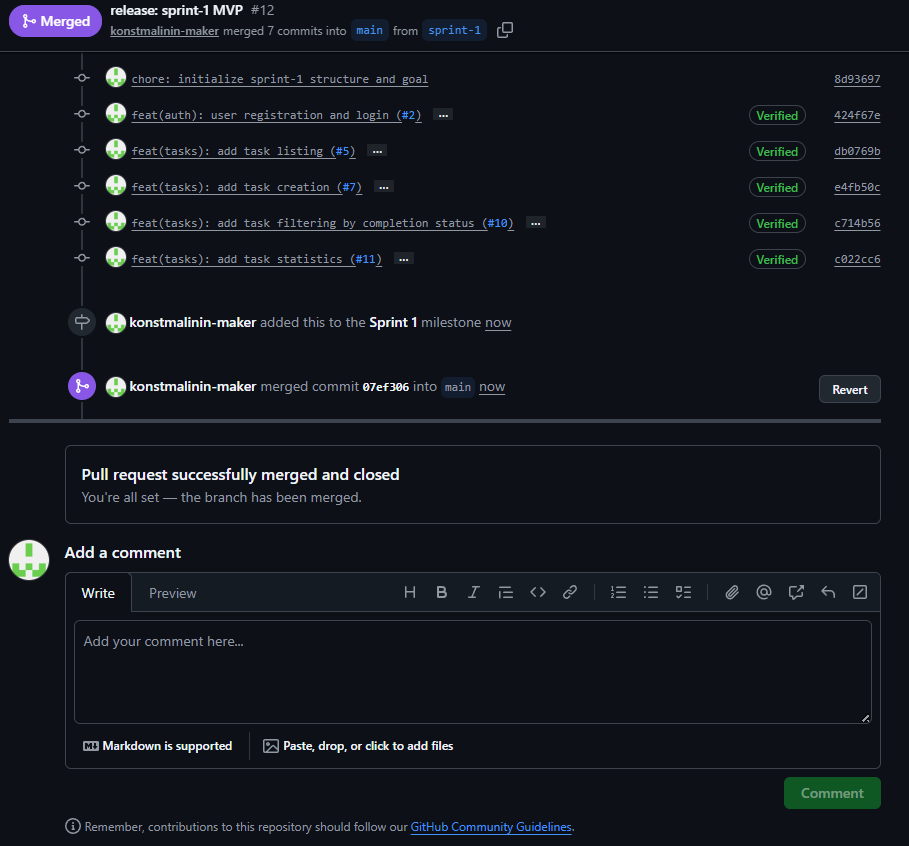 Merged
release: sprint-1 MVP #12
konstmalinin-maker merged 7 commits into main from sprint-1
chore: initialize sprint-1 structure and goal 8d93697
feat(auth): user registration and login (#2) ... Verified 424f67e
feat(tasks): add task listing (#5) ... Verified db0769b
feat(tasks): add task creation (#7) ... Verified e4fb50c
feat(tasks): add task filtering by completion status (#10) ... Verified c714b56
feat(tasks): add task statistics (#11) ... Verified c022cc6
konstmalinin-maker added this to the Sprint 1 milestone now
konstmalinin-maker merged commit 07ef306 into main now
Revert
Pull request successfully merged and closed
You're all set — the branch has been merged.
Add a comment
Write Preview
Add your comment here...
Markdown is supported Paste, drop, or click to add files
Comment
Remember, contributions to this repository should follow our GitHub Community Guidelines.